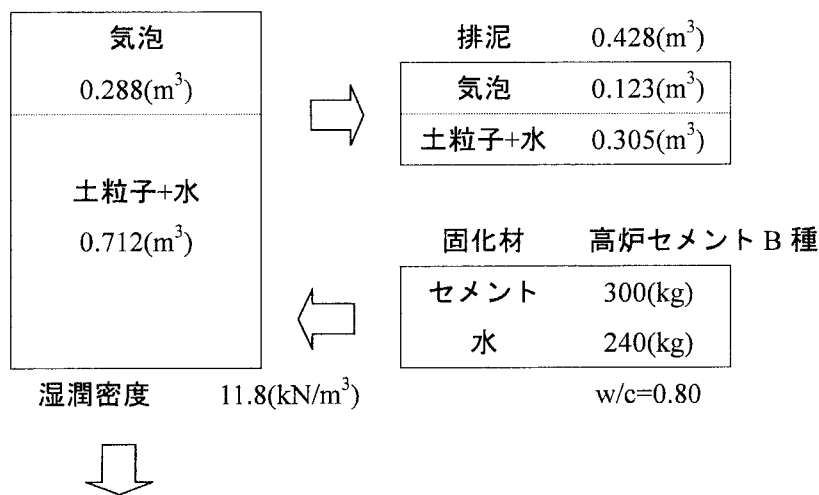 気泡
0.288(m³)
土粒子+水
0.712(m³)
湿潤密度 11.8(kN/m³)
排泥 0.428(m³)
気泡 0.123(m³)
土粒子+水 0.305(m³)
固化材 高炉セメント B 種
セメント 300(kg)
水 240(kg)
w/c=0.80